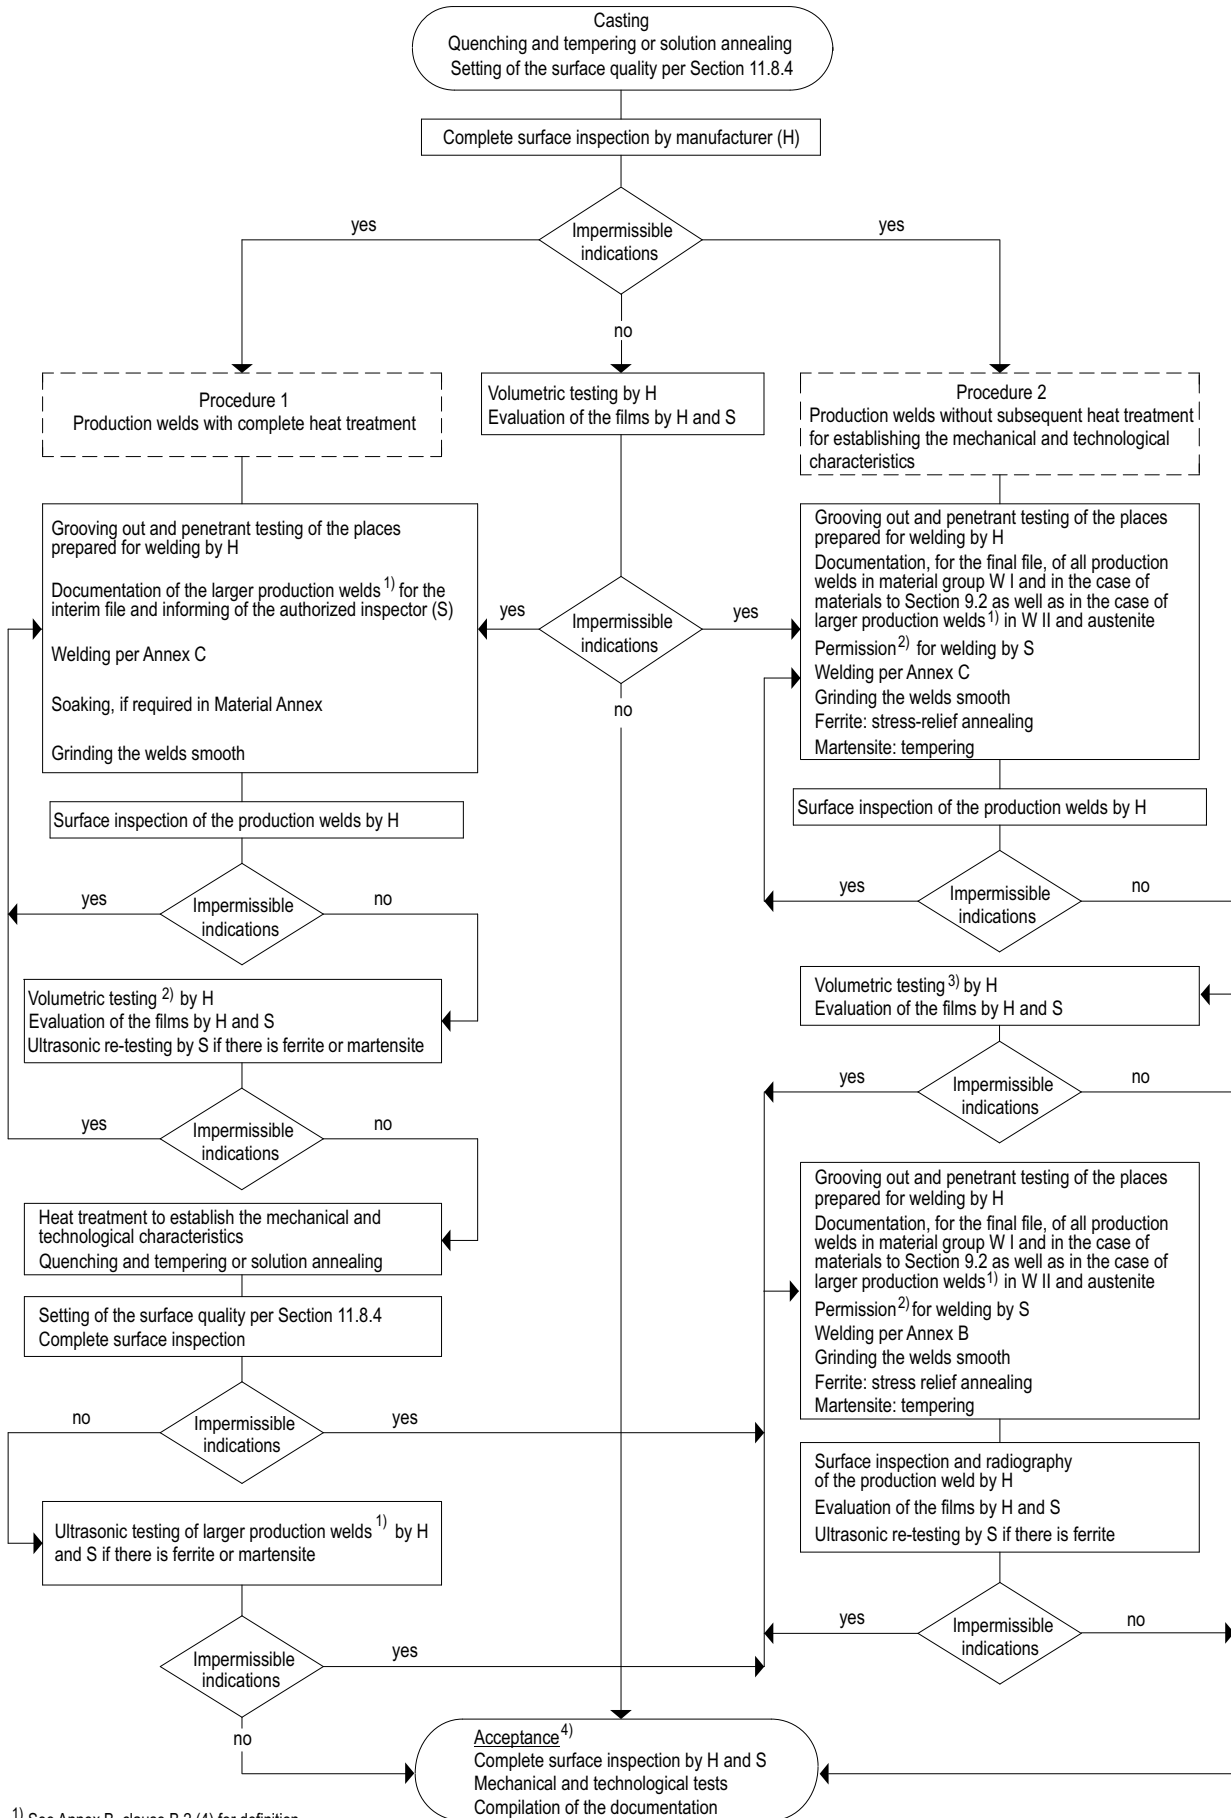 Casting
Quenching and tempering or solution annealing
Setting of the surface quality per Section 11.8.4
Complete surface inspection by manufacturer (H)
yes
Impermissible
indications
yes
no
Procedure 1
Production welds with complete heat treatment
Volumetric testing by H
Evaluation of the films by H and S
Procedure 2
Production welds without subsequent heat treatment
for establishing the mechanical and technological
characteristics
Grooving out and penetrant testing of the places
prepared for welding by H
Documentation of the larger production welds 1) for the
interim file and informing of the authorized inspector (S)
Welding per Annex C
Soaking, if required in Material Annex
Grinding the welds smooth
yes
Impermissible
indications
yes
no
Grooving out and penetrant testing of the places
prepared for welding by H
Documentation, for the final file, of all production
welds in material group W I and in the case of
materials to Section 9.2 as well as in the case of
larger production welds1) in W II and austenite
Permission2) for welding by S
Welding per Annex C
Grinding the welds smooth
Ferrite: stress-relief annealing
Martensite: tempering
Surface inspection of the production welds by H
Surface inspection of the production welds by H
yes
Impermissible
indications
no
yes
Impermissible
indications
no
Volumetric testing 2) by H
Evaluation of the films by H and S
Ultrasonic re-testing by S if there is ferrite or martensite
Volumetric testing 3) by H
Evaluation of the films by H and S
yes
Impermissible
indications
no
yes
Impermissible
indications
no
Heat treatment to establish the mechanical and
technological characteristics
Quenching and tempering or solution annealing
Setting of the surface quality per Section 11.8.4
Complete surface inspection
Grooving out and penetrant testing of the places
prepared for welding by H
Documentation, for the final file, of all production
welds in material group W I and in the case of
materials to Section 9.2 as well as in the case of
larger production welds1) in W II and austenite
Permission2) for welding by S
Welding per Annex B
Grinding the welds smooth
Ferrite: stress relief annealing
Martensite: tempering
no
Impermissible
indications
yes
Surface inspection and radiography
of the production weld by H
Evaluation of the films by H and S
Ultrasonic re-testing by S if there is ferrite
Ultrasonic testing of larger production welds 1) by H
and S if there is ferrite or martensite
yes
Impermissible
indications
no
Impermissible
indications
yes
no
Acceptance4)
Complete surface inspection by H and S
Mechanical and technological tests
Compilation of the documentation
1) See Annex B, clause B 2 (4) for definition